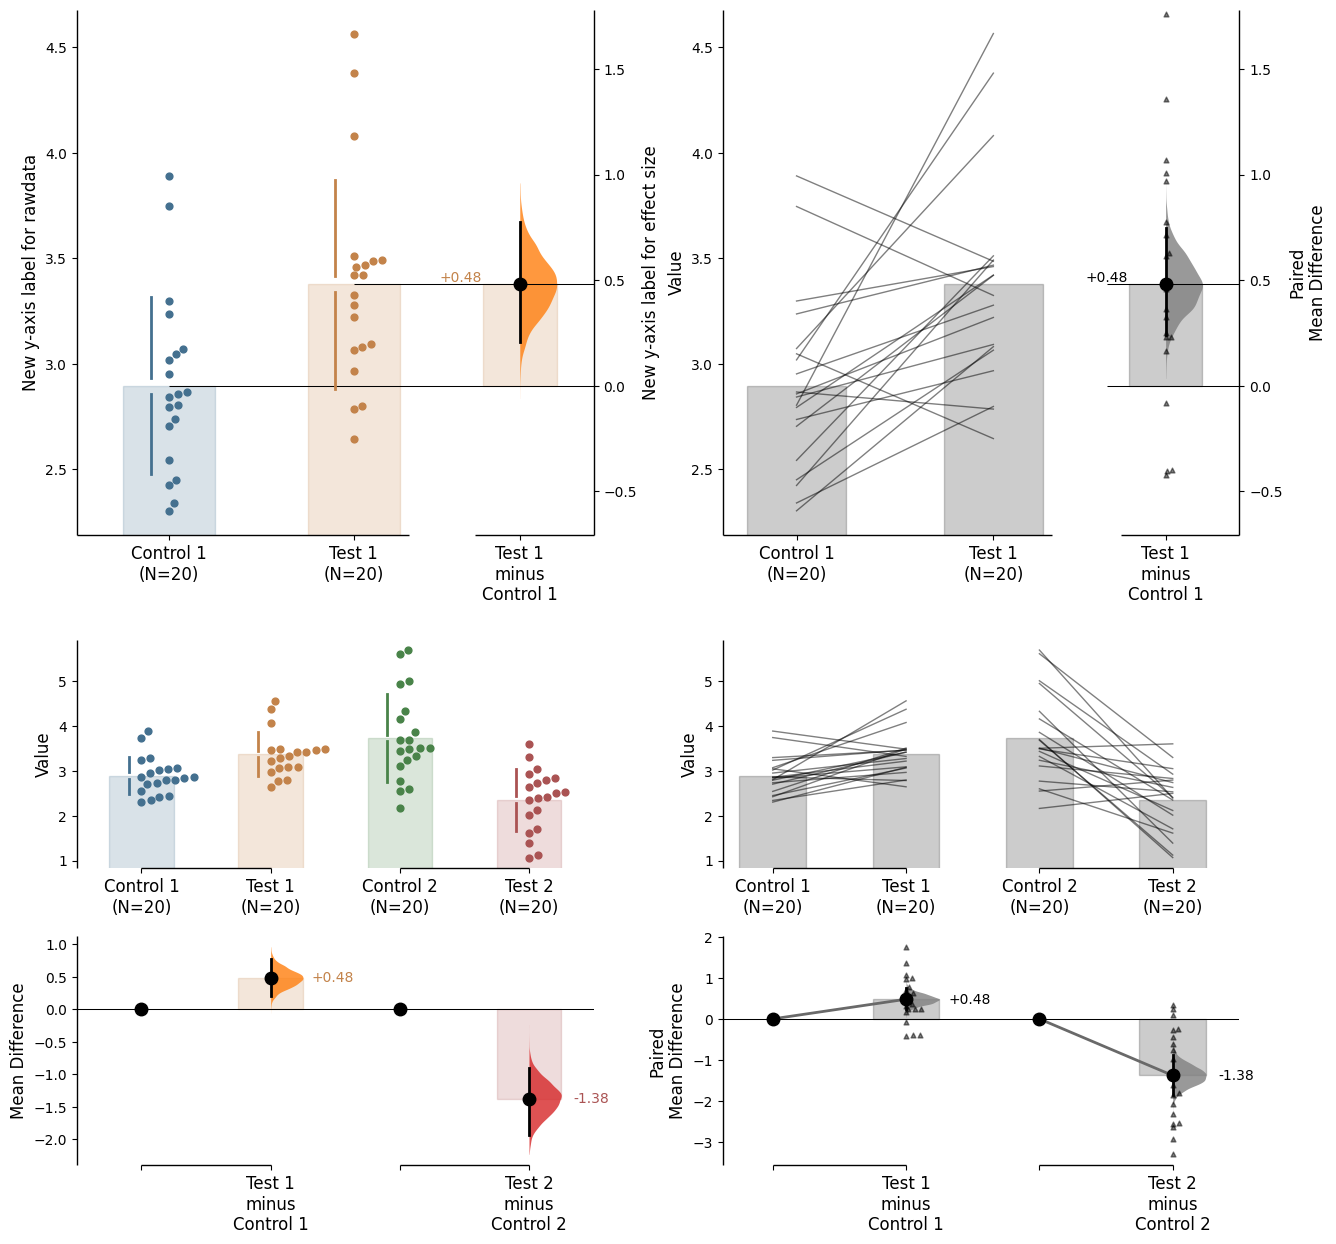 New y-axis label for rawdata
4.5
4.0
3.5
3.0
2.5
+0.48
1.5
1.0
0.5
0.0
−0.5
New y-axis label for effect size
Control 1
(N=20)
Test 1
(N=20)
Test 1
minus
Control 1
Value
4.5
4.0
3.5
3.0
2.5
+0.48
1.5
1.0
0.5
0.0
−0.5
Paired
Mean Difference
Control 1
(N=20)
Test 1
(N=20)
Test 1
minus
Control 1
Value
5
4
3
2
1
Control 1
(N=20)
Test 1
(N=20)
Control 2
(N=20)
Test 2
(N=20)
Mean Difference
1.0
0.5
0.0
−0.5
−1.0
−1.5
−2.0
+0.48
-1.38
Test 1
minus
Control 1
Test 2
minus
Control 2
Value
5
4
3
2
1
Control 1
(N=20)
Test 1
(N=20)
Control 2
(N=20)
Test 2
(N=20)
Paired
Mean Difference
2
1
0
−1
−2
−3
+0.48
-1.38
Test 1
minus
Control 1
Test 2
minus
Control 2